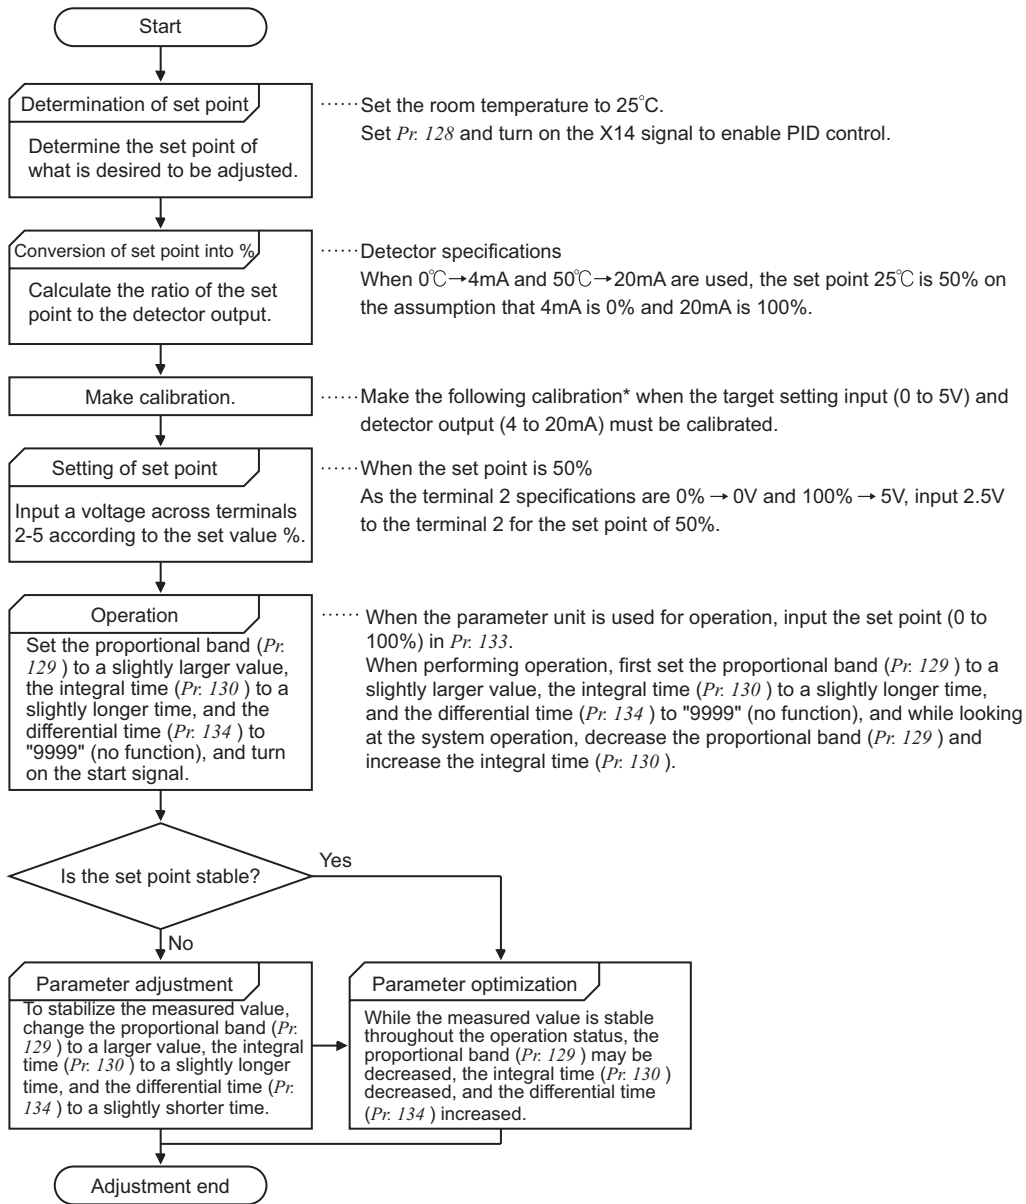 Start
Determination of set point
Determine the set point of
what is desired to be adjusted.
······Set the room temperature to 25°C.
Set Pr. 128 and turn on the X14 signal to enable PID control.
Conversion of set point into %
Calculate the ratio of the set
point to the detector output.
······Detector specifications
When 0℃→4mA and 50℃→20mA are used, the set point 25℃ is 50% on
the assumption that 4mA is 0% and 20mA is 100%.
Make calibration.
······Make the following calibration* when the target setting input (0 to 5V) and
detector output (4 to 20mA) must be calibrated.
Setting of set point
Input a voltage across terminals
2-5 according to the set value %.
······When the set point is 50%
As the terminal 2 specifications are 0% → 0V and 100% → 5V, input 2.5V
to the terminal 2 for the set point of 50%.
Operation
Set the proportional band (Pr.
129 ) to a slightly larger value,
the integral time (Pr. 130 ) to a
slightly longer time, and the
differential time (Pr. 134 ) to
"9999" (no function), and turn
on the start signal.
······ When the parameter unit is used for operation, input the set point (0 to
100%) in Pr. 133.
When performing operation, first set the proportional band (Pr. 129 ) to a
slightly larger value, the integral time (Pr. 130 ) to a slightly longer time,
and the differential time (Pr. 134 ) to "9999" (no function), and while looking
at the system operation, decrease the proportional band (Pr. 129 ) and
increase the integral time (Pr. 130 ).
Is the set point stable?
Yes
No
Parameter adjustment
To stabilize the measured value,
change the proportional band (Pr.
129 ) to a larger value, the integral
time (Pr. 130 ) to a slightly longer
time, and the differential time (Pr.
134 ) to a slightly shorter time.
Parameter optimization
While the measured value is stable
throughout the operation status, the
proportional band (Pr. 129 ) may be
decreased, the integral time (Pr. 130 )
decreased, and the differential time
(Pr. 134 ) increased.
Adjustment end